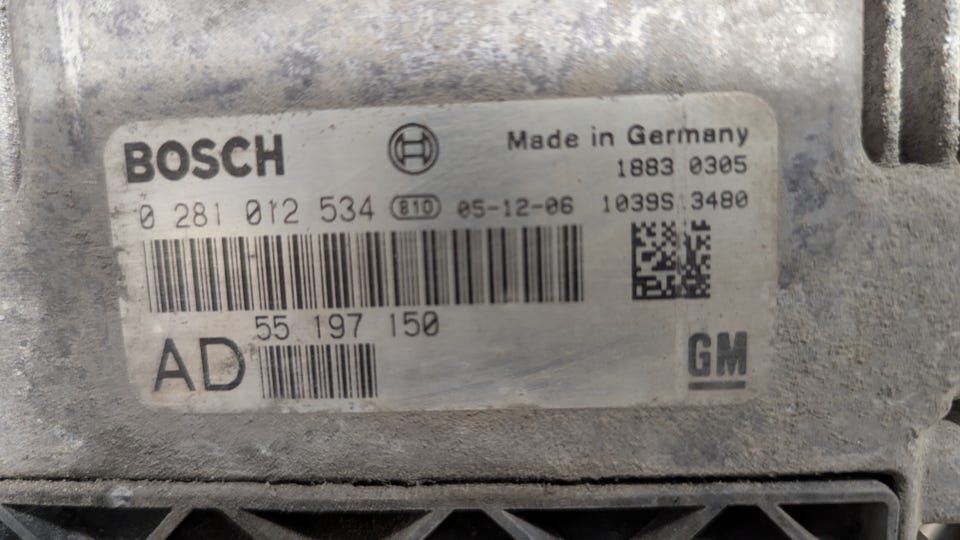 BOSCH Made in Germany
1883 0305
0 281 012 534 810 05-12-06 1039S 3480
55 197 150
AD GM